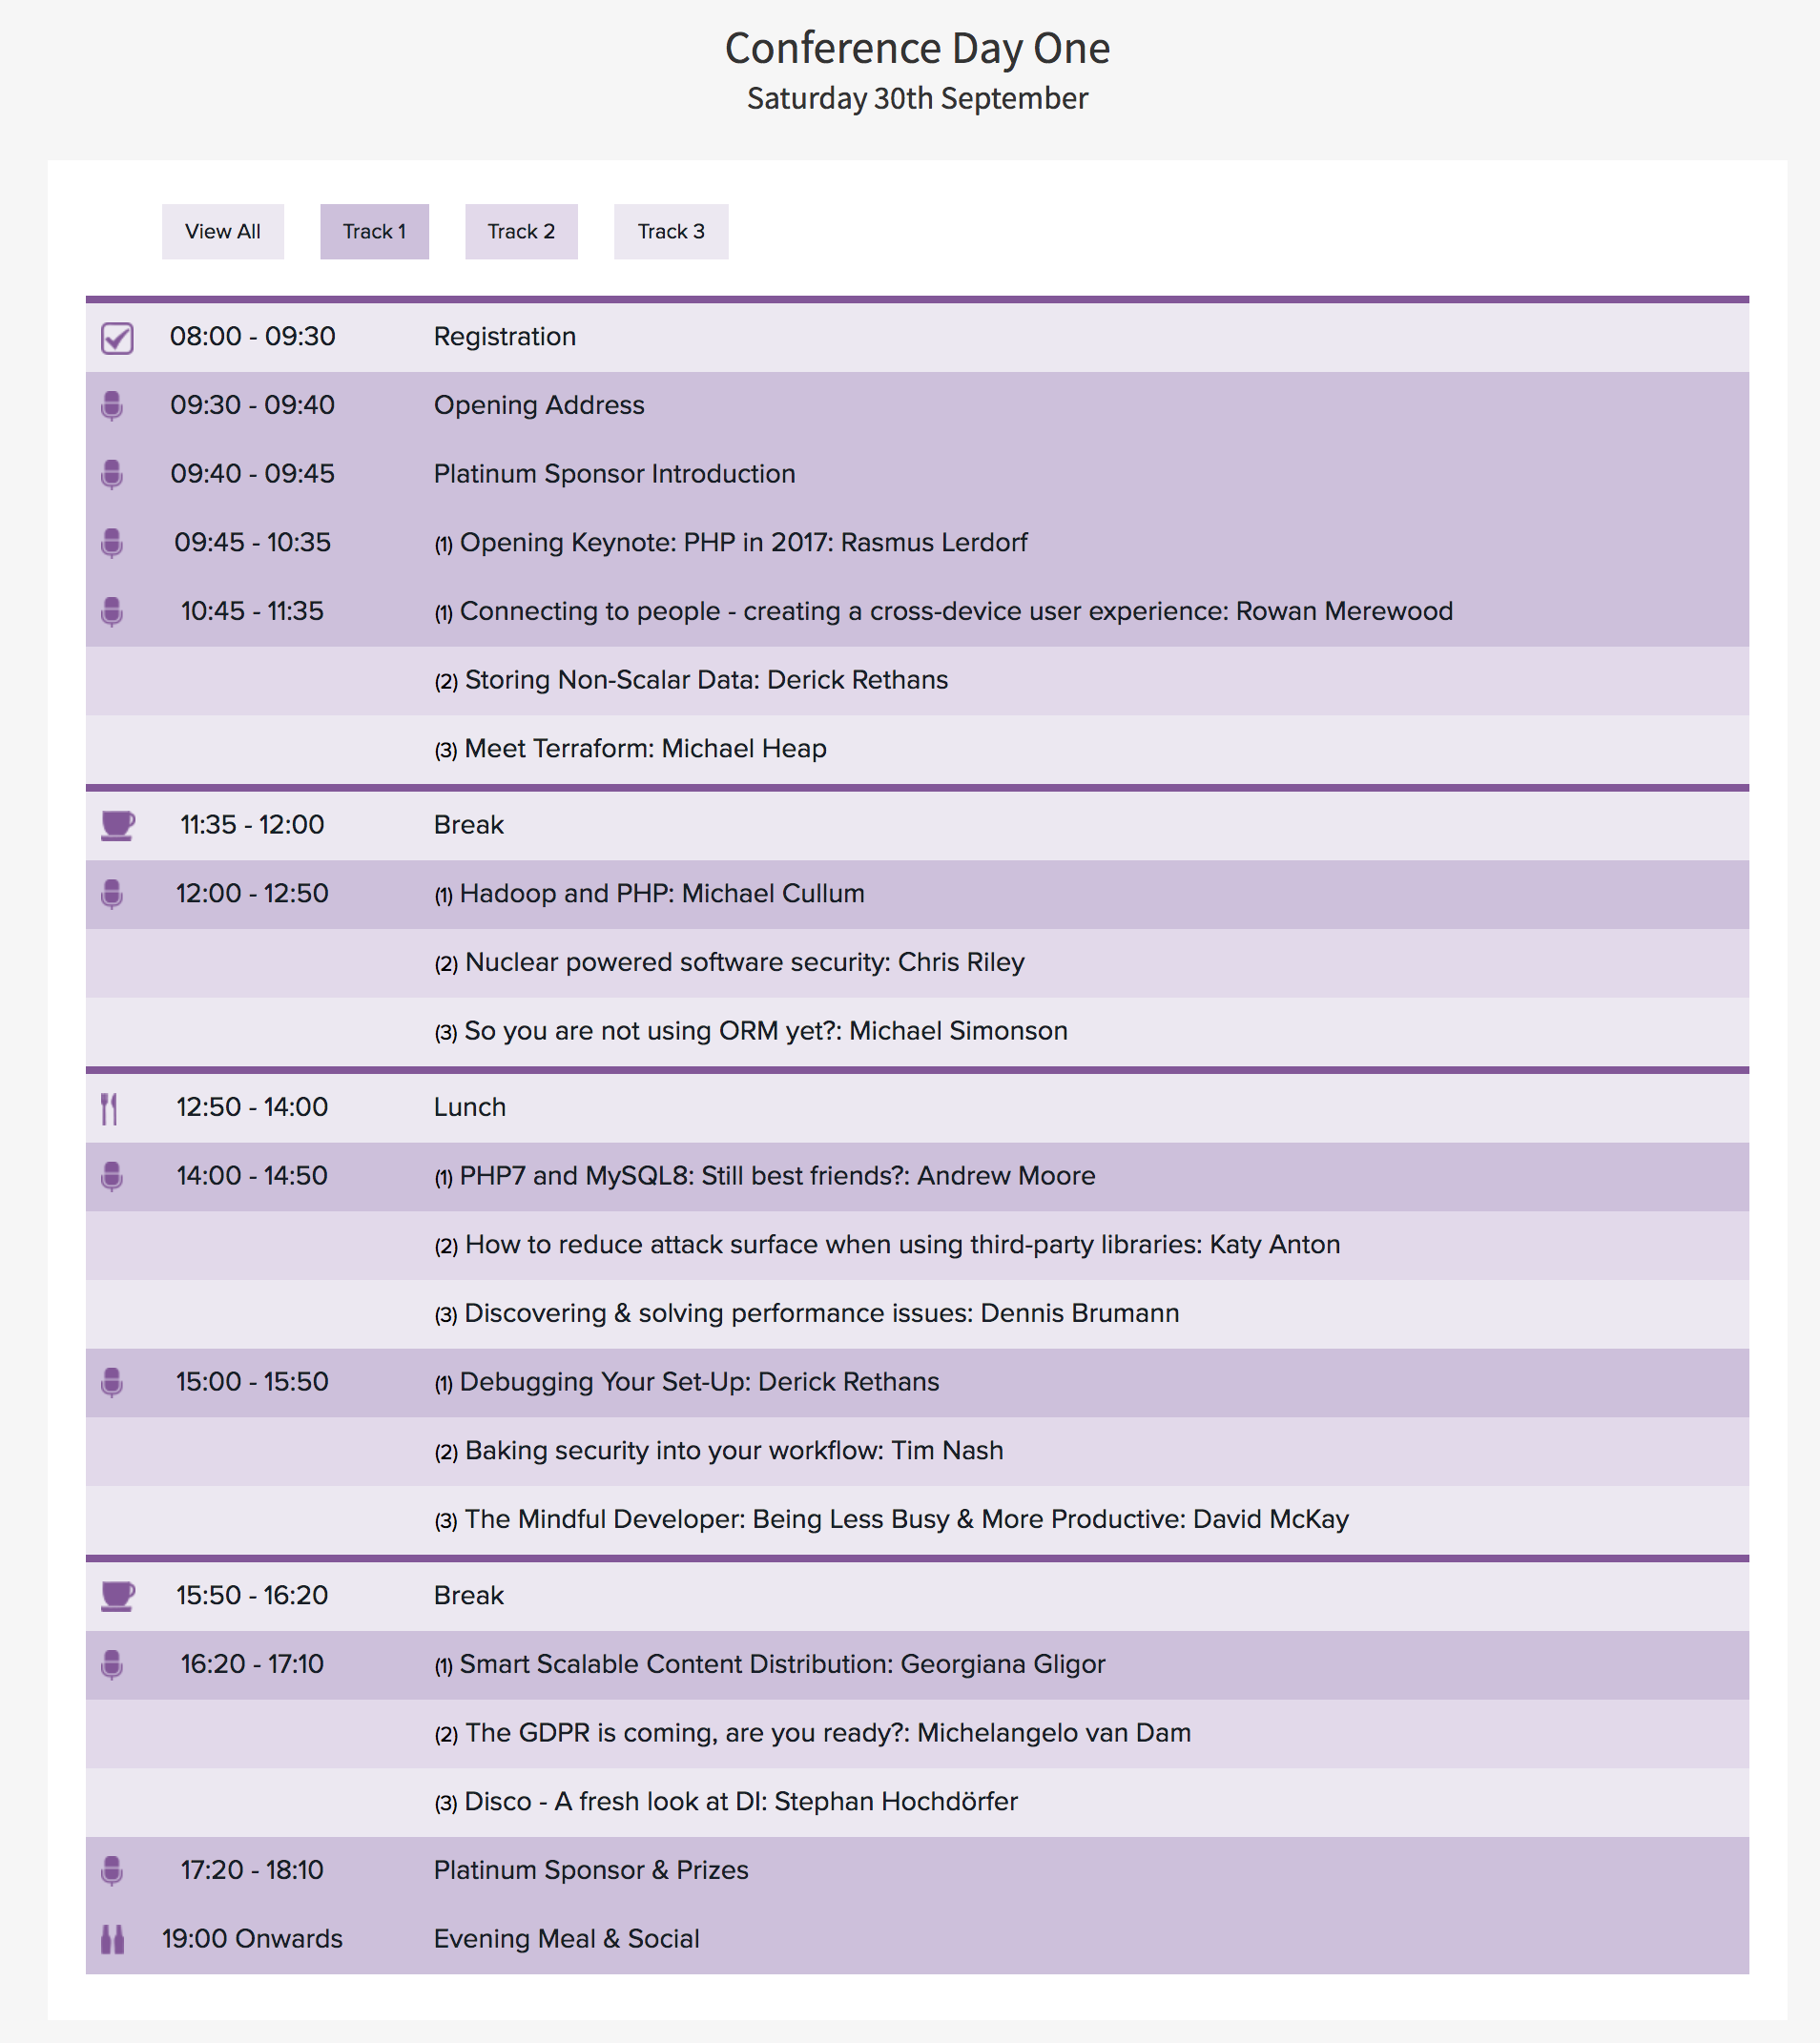 Conference Day One
Saturday 30th September
View All Track 1 Track 2 Track 3
08:00 - 09:30 Registration
09:30 - 09:40 Opening Address
09:40 - 09:45 Platinum Sponsor Introduction
09:45 - 10:35 (1) Opening Keynote: PHP in 2017: Rasmus Lerdorf
10:45 - 11:35 (1) Connecting to people - creating a cross-device user experience: Rowan Merewood
(2) Storing Non-Scalar Data: Derick Rethans
(3) Meet Terraform: Michael Heap
11:35 - 12:00 Break
12:00 - 12:50 (1) Hadoop and PHP: Michael Cullum
(2) Nuclear powered software security: Chris Riley
(3) So you are not using ORM yet?: Michael Simonson
12:50 - 14:00 Lunch
14:00 - 14:50 (1) PHP7 and MySQL8: Still best friends?: Andrew Moore
(2) How to reduce attack surface when using third-party libraries: Katy Anton
(3) Discovering & solving performance issues: Dennis Brumann
15:00 - 15:50 (1) Debugging Your Set-Up: Derick Rethans
(2) Baking security into your workflow: Tim Nash
(3) The Mindful Developer: Being Less Busy & More Productive: David McKay
15:50 - 16:20 Break
16:20 - 17:10 (1) Smart Scalable Content Distribution: Georgiana Gligor
(2) The GDPR is coming, are you ready?: Michelangelo van Dam
(3) Disco - A fresh look at DI: Stephan Hochdörfer
17:20 - 18:10 Platinum Sponsor & Prizes
19:00 Onwards Evening Meal & Social